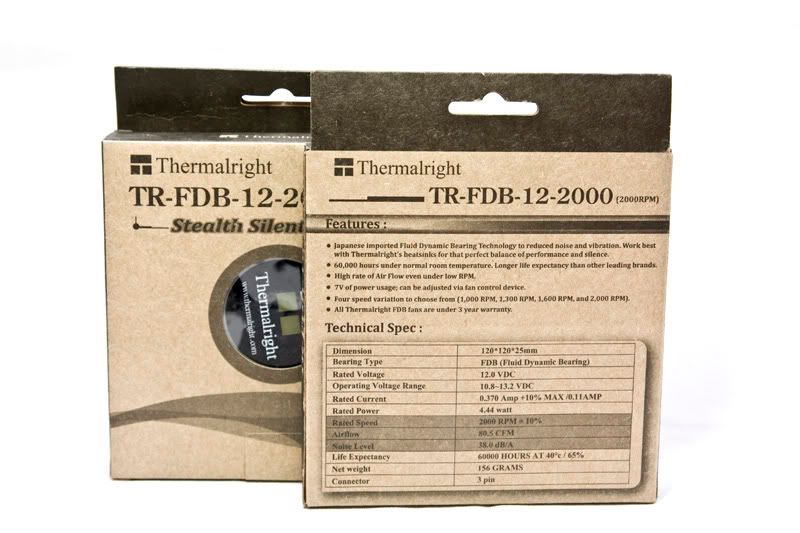 Thermalright
Thermalright
TR-FDB-12-20
Stealth Silent
Thermalright
www.thermalright.com
Thermalright
TR-FDB-12-2000 (2000RPM)
Features :
• Japanese imported Fluid Dynamic Bearing Technology to reduced noise and vibration. Work best
with Thermalright's heatsinks for that perfect balance of performance and silence.
• 60,000 hours under normal room temperature. Longer life expectancy than other leading brands.
• High rate of Air Flow even under low RPM.
• 7V of power usage; can be adjusted via fan control device.
• Four speed variation to choose from (1,000 RPM, 1,300 RPM, 1,600 RPM, and 2,000 RPM).
• All Thermalright FDB fans are under 3 year warranty.
Technical Spec :
Dimension 120*120*25mm
Bearing Type FDB (Fluid Dynamic Bearing)
Rated Voltage 12.0 VDC
Operating Voltage Range 10.8~13.2 VDC
Rated Current 0.370 Amp +10% MAX /0.11AMP
Rated Power 4.44 watt
Rated Speed 2000 RPM ± 10%
Airflow 80.5 CFM
Noise Level 38.0 dB/A
Life Expectancy 60000 HOURS AT 40°c / 65%
Net weight 156 GRAMS
Connector 3 pin